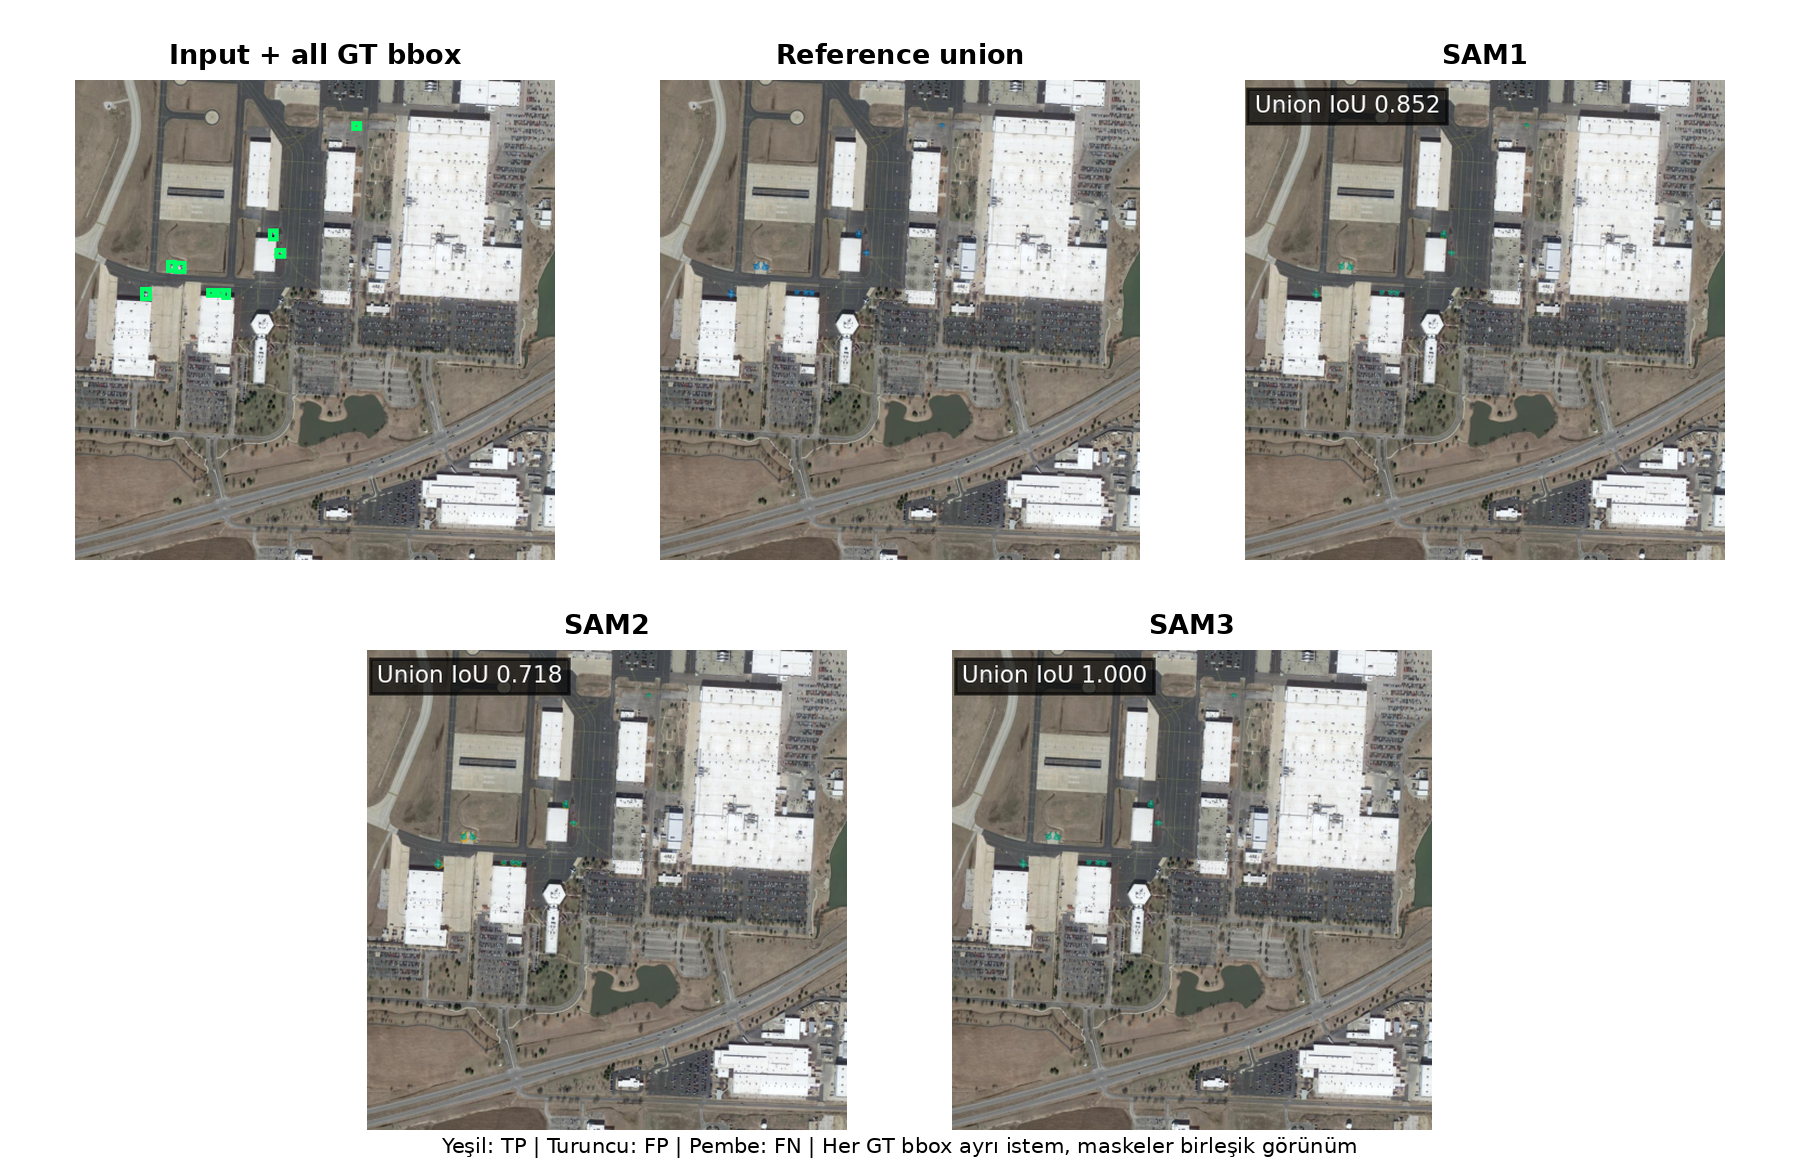 Input + all GT bbox
Reference union
SAM1
Union IoU 0.852
SAM2
SAM3
Union IoU 0.718
Union IoU 1.000
Yeşil: TP | Turuncu: FP | Pembe: FN | Her GT bbox ayrı istem, maskeler birleşik görünüm